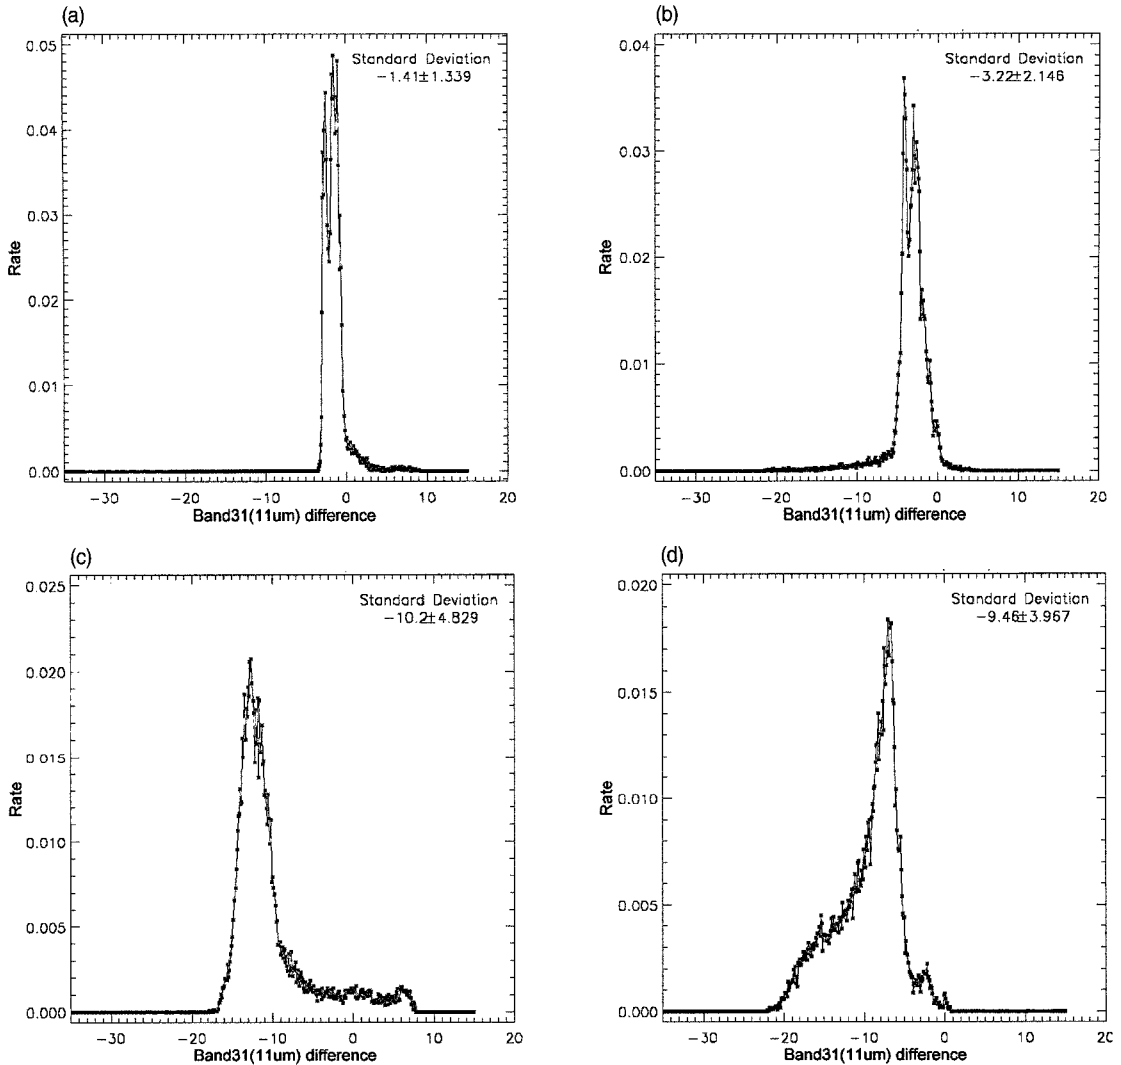 (a)
0.05
0.04
0.03
0.02
0.01
0.00
Rate
Standard Deviation
−1.41±1.339
−30 −20 −10 0 10 20
Band31(11um) difference
(b)
0.04
0.03
0.02
0.01
0.00
Rate
Standard Deviation
−3.22±2.146
−30 −20 −10 0 10 20
Band31(11um) difference
(c)
0.025
0.020
0.015
0.010
0.005
0.000
Rate
Standard Deviation
−10.2±4.829
−30 −20 −10 0 10 20
Band31(11um) difference
(d)
0.020
0.015
0.010
0.005
0.000
Rate
Standard Deviation
−9.46±3.967
−30 −20 −10 0 10 20
Band31(11um) difference